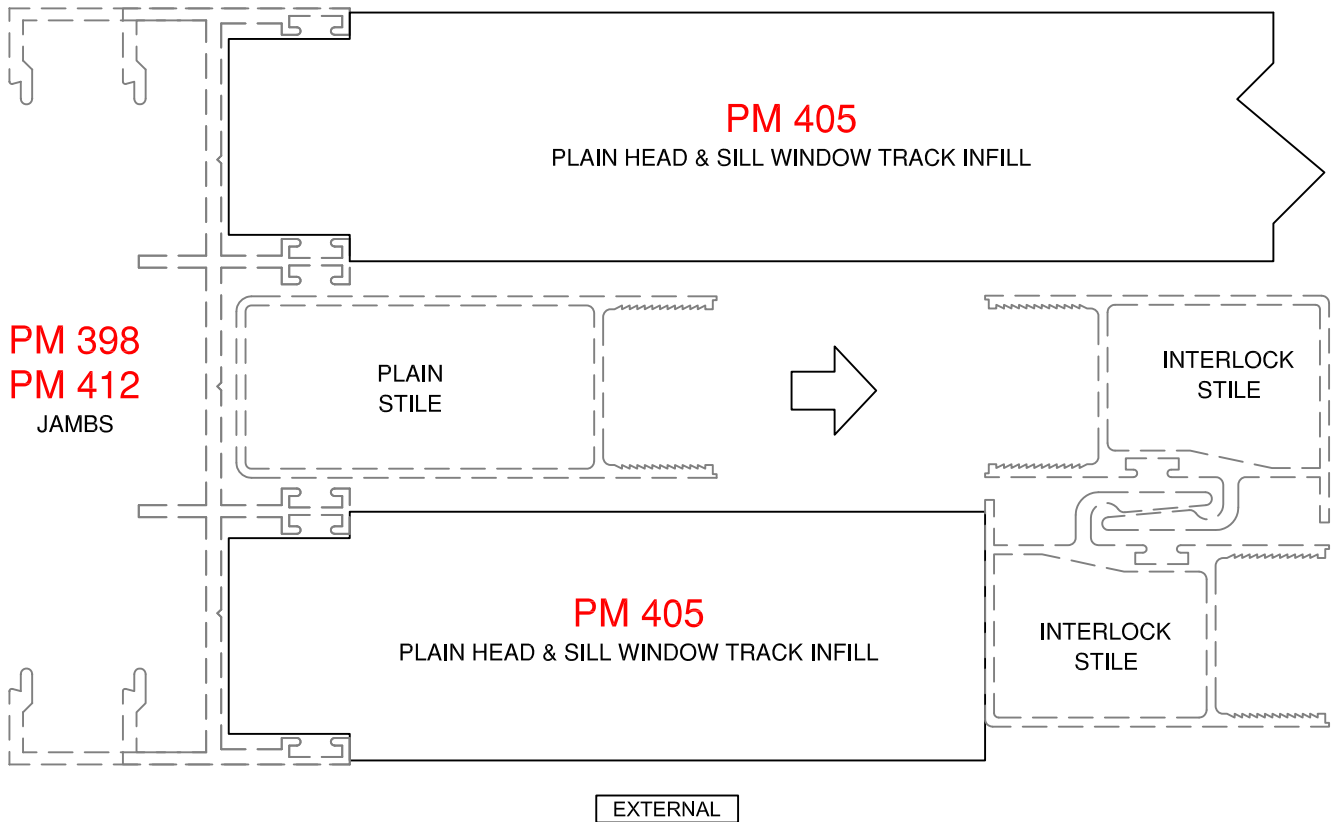 PM 405
PLAIN HEAD & SILL WINDOW TRACK INFILL
PM 398
PM 412
JAMBS
PLAIN
STILE
INTERLOCK
STILE
PM 405
PLAIN HEAD & SILL WINDOW TRACK INFILL
INTERLOCK
STILE
EXTERNAL